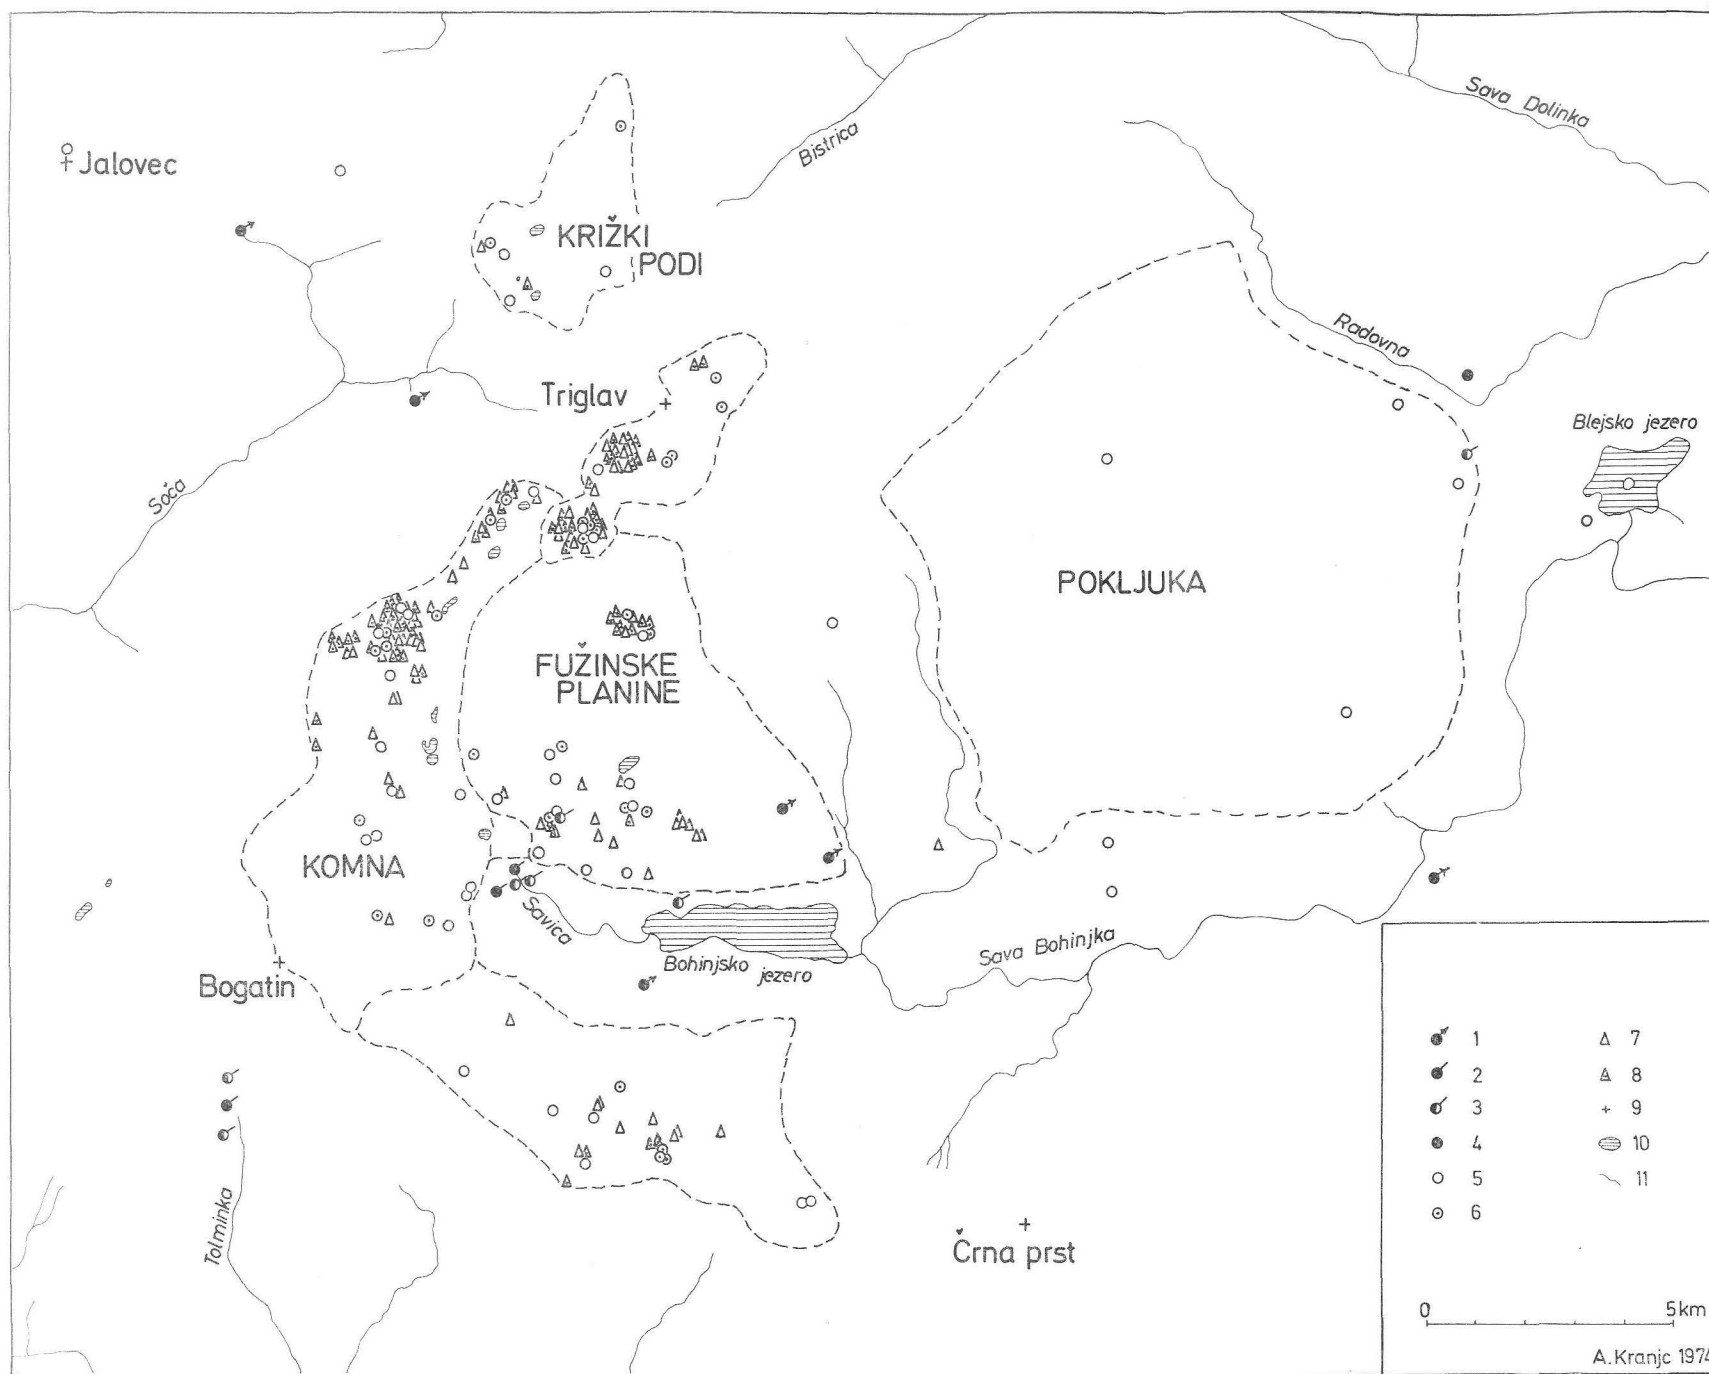 Sava Dolinka
Bistrica
Jalovec
KRIŽKI
PODI
Radovna
Triglav
Blejsko jezero
Soča
POKLJUKA
FUŽINSKE
PLANINE
KOMNA
Savica
Sava Bohinjka
Bohinjsko jezero
Bogatin
Tolminka
Črna prst
1 7
2 8
3 9
4 10
5 11
6
0 5km
A.Kranjc 1974